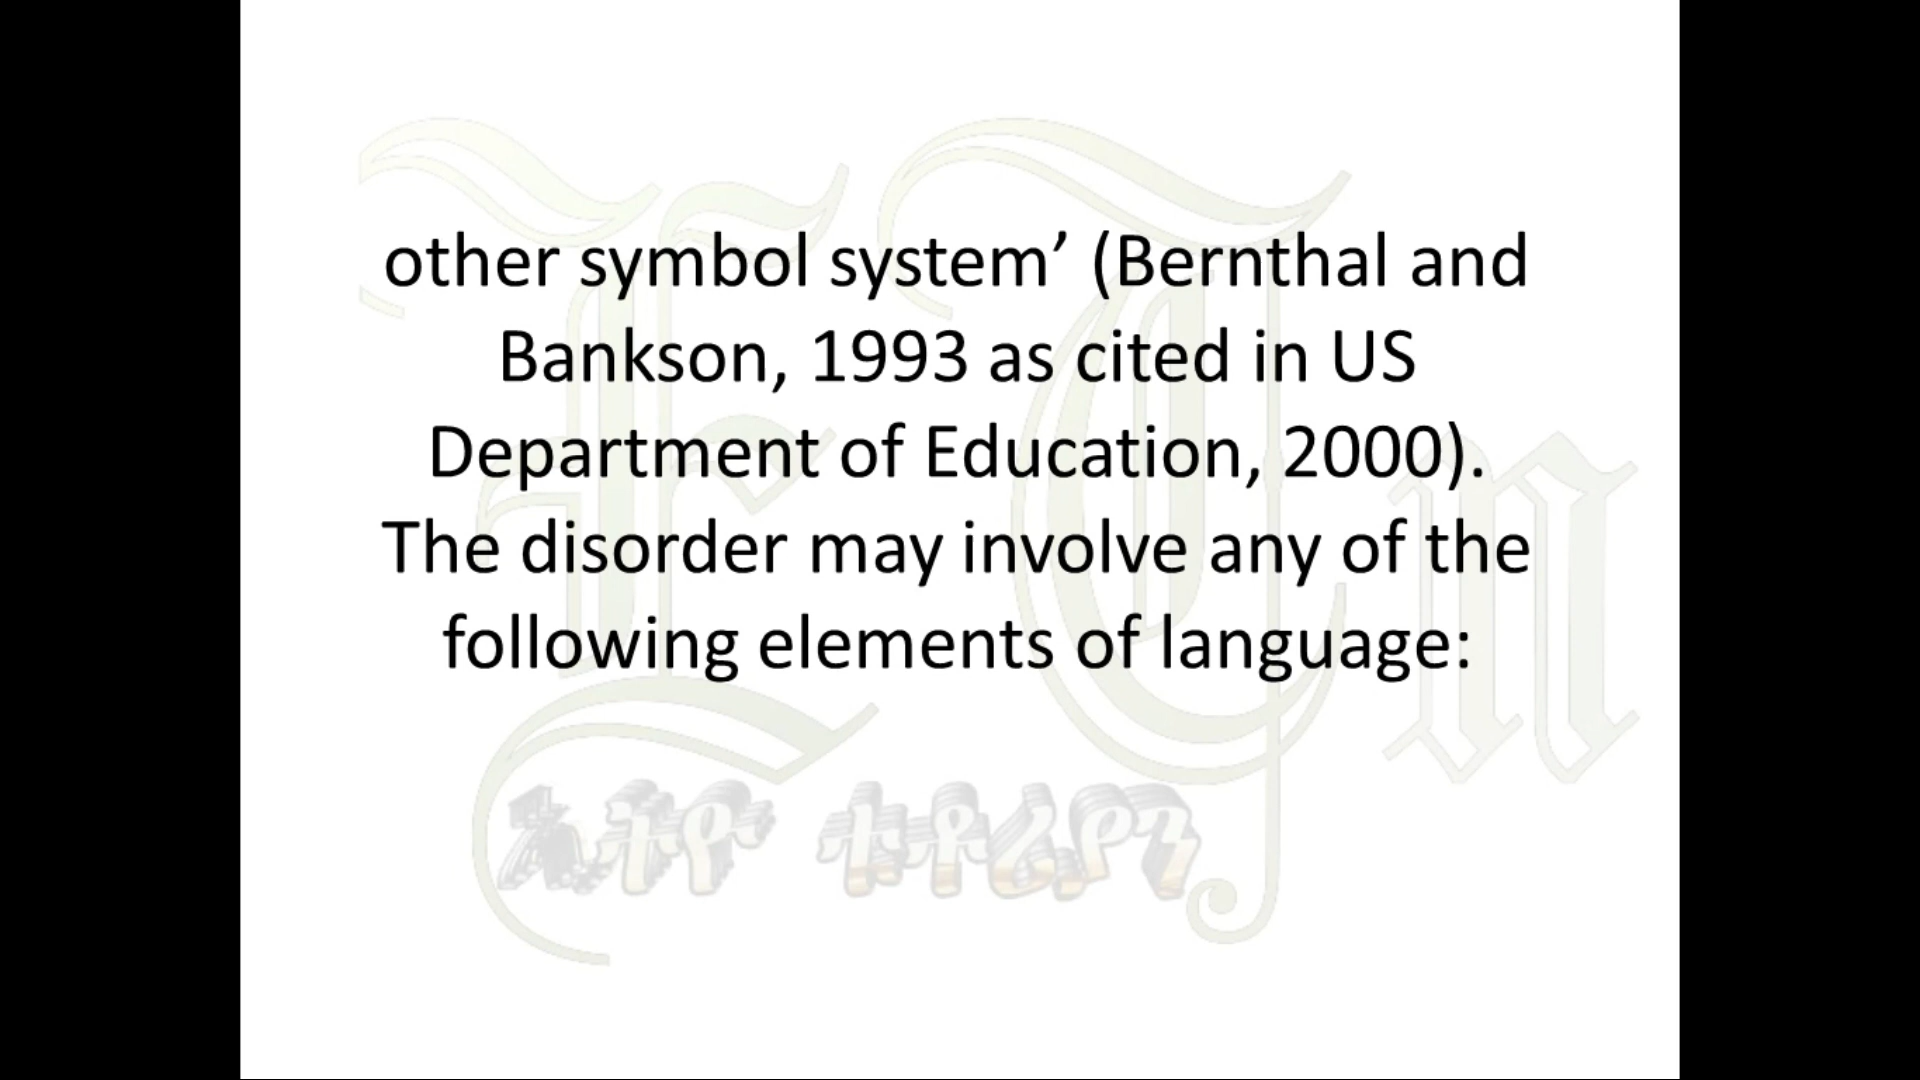 other symbol system’ (Bernthal and
Bankson, 1993 as cited in US
Department of Education, 2000).
The disorder may involve any of the
following elements of language: